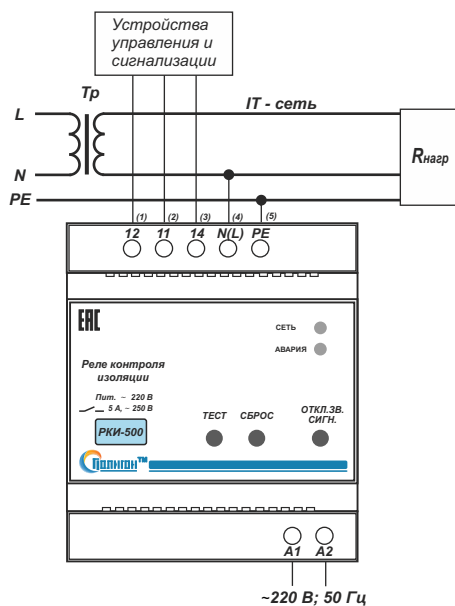 Устройства
управления и
сигнализации
Тр
L
IT - сеть
Rнагр
N
PE
(1) (2) (3) (4) (5)
12 11 14 N(L) PE
ЕАС
СЕТЬ
АВАРИЯ
Реле контроля
изоляции
Пит. ~ 220 В
5 А, ~ 250 В
РКИ-500
ТЕСТ СБРОС ОТКЛ.ЗВ.
СИГН.
Полигон™
A1 A2
~220 В; 50 Гц